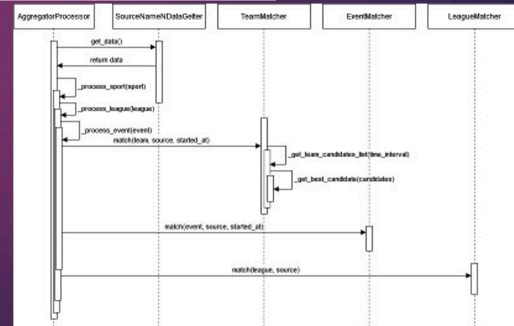 AggregatorProcessor
SourceNameNDataGetter
TeamMatcher
EventMatcher
LeagueMatcher
get_data()
return data
_process_sport(sport)
_process_league(league)
_process_event(event)
match(team, source, started_at)
_get_team_candidates_list(time_interval)
_get_best_candidate(candidates)
match(event, source, started_at)
match(league, source)